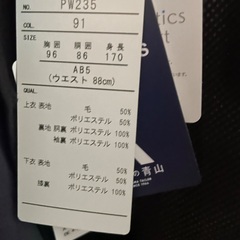 NO. PW235
COL. 91
SIZE
胸囲 胴囲 身長
96 86 170
AB5
(ウエスト 88cm)
QUAL.
上衣 表地 毛 50%
ポリエステル 50%
裏地 胴裏 ポリエステル 100%
袖裏 ポリエステル 100%
下衣 表地 毛 50%
ポリエステル 50%
膝裏 ポリエステル 100%
etics
t
s
の青山